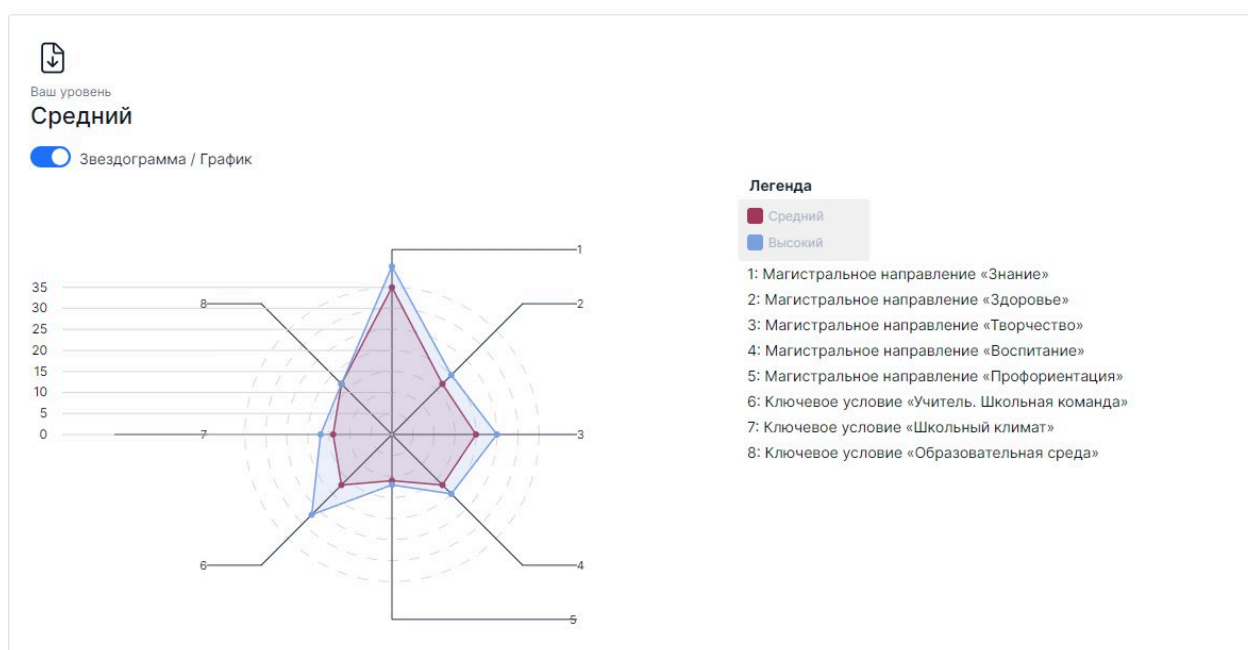 Ваш уровень
Средний
Звездограмма / График
Легенда
Средний
Высокий
1: Магистральное направление «Знание»
2: Магистральное направление «Здоровье»
3: Магистральное направление «Творчество»
4: Магистральное направление «Воспитание»
5: Магистральное направление «Профориентация»
6: Ключевое условие «Учитель. Школьная команда»
7: Ключевое условие «Школьный климат»
8: Ключевое условие «Образовательная среда»
35
30
25
20
15
10
5
0
1
2
3
4
5
6
7
8